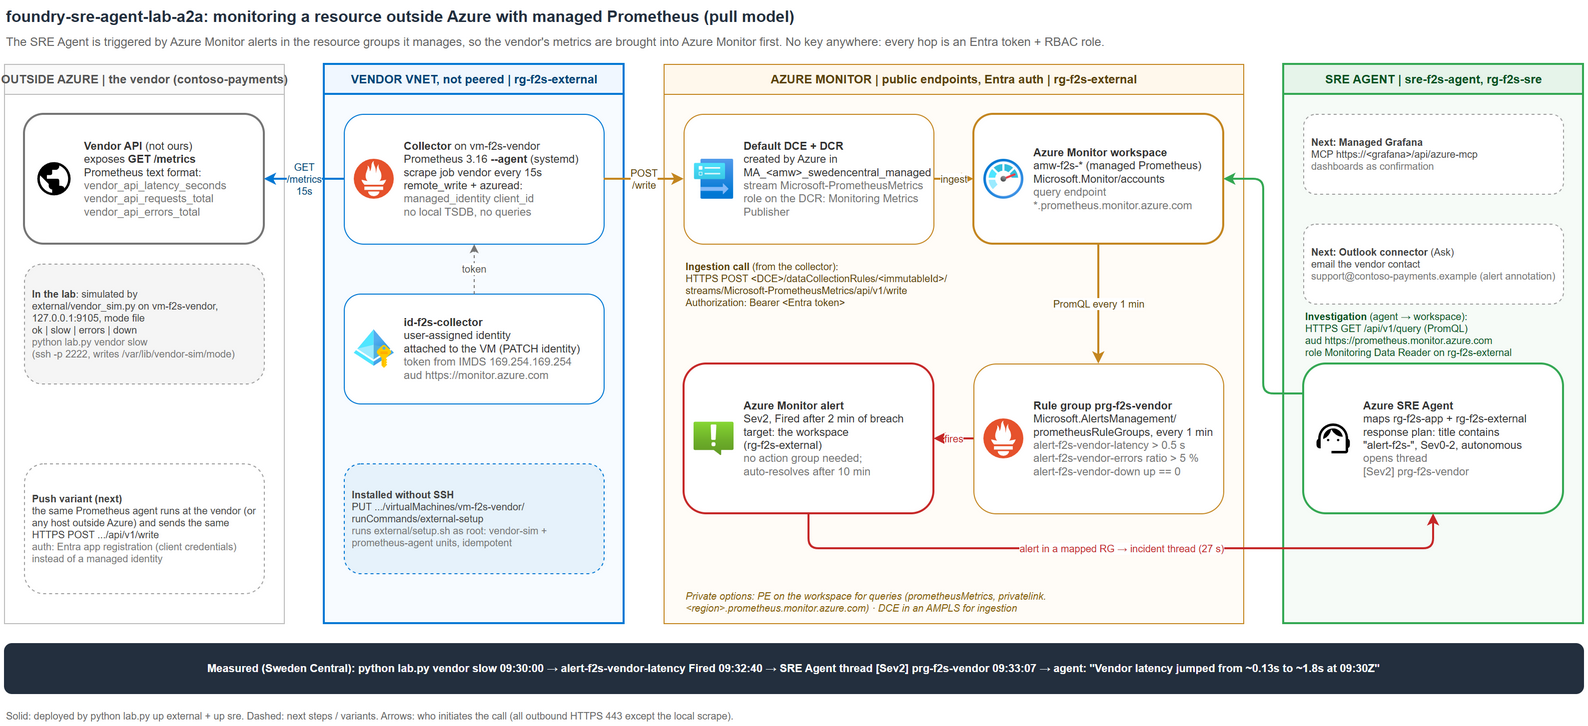 foundry-sre-agent-lab-a2a: monitoring a resource outside Azure with managed Prometheus (pull model)
The SRE Agent is triggered by Azure Monitor alerts in the resource groups it manages, so the vendor's metrics are brought into Azure Monitor first. No key anywhere: every hop is an Entra token + RBAC role.
OUTSIDE AZURE | the vendor (contoso-payments)
Vendor API (not ours)
exposes GET /metrics
Prometheus text format:
vendor_api_latency_seconds
vendor_api_requests_total
vendor_api_errors_total
In the lab: simulated by
external/vendor_sim.py on vm-f2s-vendor,
127.0.0.1:9105, mode file
ok | slow | errors | down
python lab.py vendor slow
(ssh -p 2222, writes /var/lib/vendor-sim/mode)
Push variant (next)
the same Prometheus agent runs at the vendor (or
any host outside Azure) and sends the same
HTTPS POST .../api/v1/write
auth: Entra app registration (client credentials)
instead of a managed identity
GET
/metrics
15s
VENDOR VNET, not peered | rg-f2s-external
Collector on vm-f2s-vendor
Prometheus 3.16 --agent (systemd)
scrape job vendor every 15s
remote_write + azuread:
managed_identity client_id
no local TSDB, no queries
token
id-f2s-collector
user-assigned identity
attached to the VM (PATCH identity)
token from IMDS 169.254.169.254
aud https://monitor.azure.com
Installed without SSH
PUT .../virtualMachines/vm-f2s-vendor/
runCommands/external-setup
runs external/setup.sh as root: vendor-sim +
prometheus-agent units, idempotent
POST
/write
AZURE MONITOR | public endpoints, Entra auth | rg-f2s-external
Default DCE + DCR
created by Azure in
MA_<amw>_swedencentral_managed
stream Microsoft-PrometheusMetrics
role on the DCR: Monitoring Metrics
Publisher
ingest
Azure Monitor workspace
amw-f2s-* (managed Prometheus)
Microsoft.Monitor/accounts
query endpoint
*.prometheus.monitor.azure.com
Ingestion call (from the collector):
HTTPS POST <DCE>/dataCollectionRules/<immutableId>/
streams/Microsoft-PrometheusMetrics/api/v1/write
Authorization: Bearer <Entra token>
PromQL every 1 min
Azure Monitor alert
Sev2, Fired after 2 min of breach
target: the workspace
(rg-f2s-external)
no action group needed;
auto-resolves after 10 min
fires
Rule group prg-f2s-vendor
Microsoft.AlertsManagement/
prometheusRuleGroups, every 1 min
alert-f2s-vendor-latency > 0.5 s
alert-f2s-vendor-errors ratio > 5 %
alert-f2s-vendor-down up == 0
alert in a mapped RG → incident thread (27 s)
Private options: PE on the workspace for queries (prometheusMetrics, privatelink.
<region>.prometheus.monitor.azure.com) · DCE in an AMPLS for ingestion
SRE AGENT | sre-f2s-agent, rg-f2s-sre
Next: Managed Grafana
MCP https://<grafana>/api/azure-mcp
dashboards as confirmation
Next: Outlook connector (Ask)
email the vendor contact
support@contoso-payments.example (alert annotation)
Investigation (agent → workspace):
HTTPS GET /api/v1/query (PromQL)
aud https://prometheus.monitor.azure.com
role Monitoring Data Reader on rg-f2s-external
Azure SRE Agent
maps rg-f2s-app + rg-f2s-external
response plan: title contains
"alert-f2s-", Sev0-2, autonomous
opens thread
[Sev2] prg-f2s-vendor
Measured (Sweden Central): python lab.py vendor slow 09:30:00 → alert-f2s-vendor-latency Fired 09:32:40 → SRE Agent thread [Sev2] prg-f2s-vendor 09:33:07 → agent: "Vendor latency jumped from ~0.13s to ~1.8s at 09:30Z"
Solid: deployed by python lab.py up external + up sre. Dashed: next steps / variants. Arrows: who initiates the call (all outbound HTTPS 443 except the local scrape).